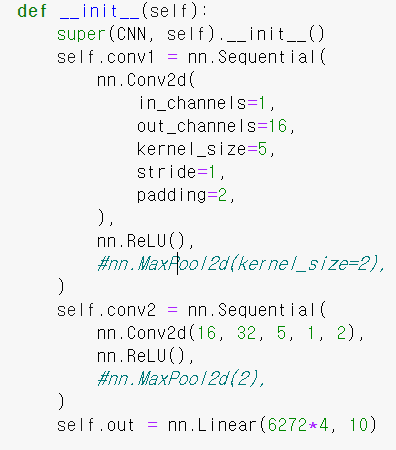 def __init__(self):
    super(CNN, self).__init__()
    self.conv1 = nn.Sequential(
        nn.Conv2d(
            in_channels=1,
            out_channels=16,
            kernel_size=5,
            stride=1,
            padding=2,
        ),
        nn.ReLU(),
        #nn.MaxPool2d(kernel_size=2),
    )
    self.conv2 = nn.Sequential(
        nn.Conv2d(16, 32, 5, 1, 2),
        nn.ReLU(),
        #nn.MaxPool2d(2),
    )
    self.out = nn.Linear(6272*4, 10)